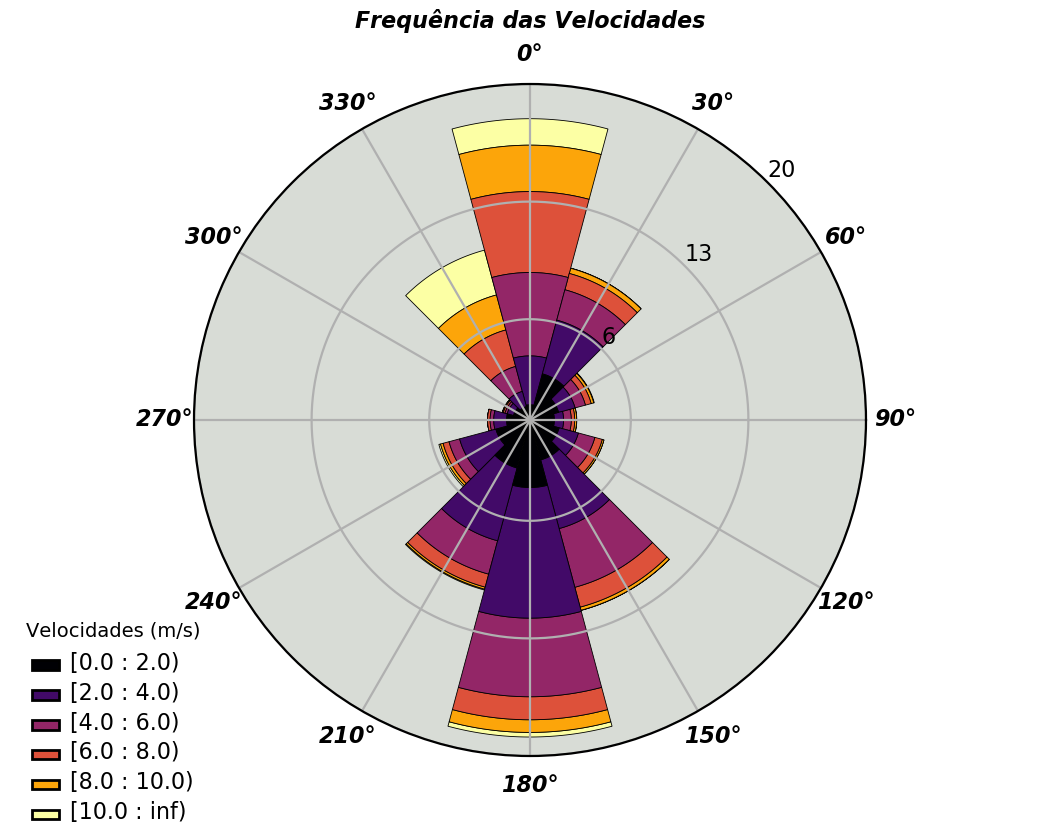 Frequência das Velocidades
0°
330°
30°
20
300°
60°
13
6
270°
90°
240°
120°
210°
150°
180°
Velocidades (m/s)
[0.0 : 2.0)
[2.0 : 4.0)
[4.0 : 6.0)
[6.0 : 8.0)
[8.0 : 10.0)
[10.0 : inf)